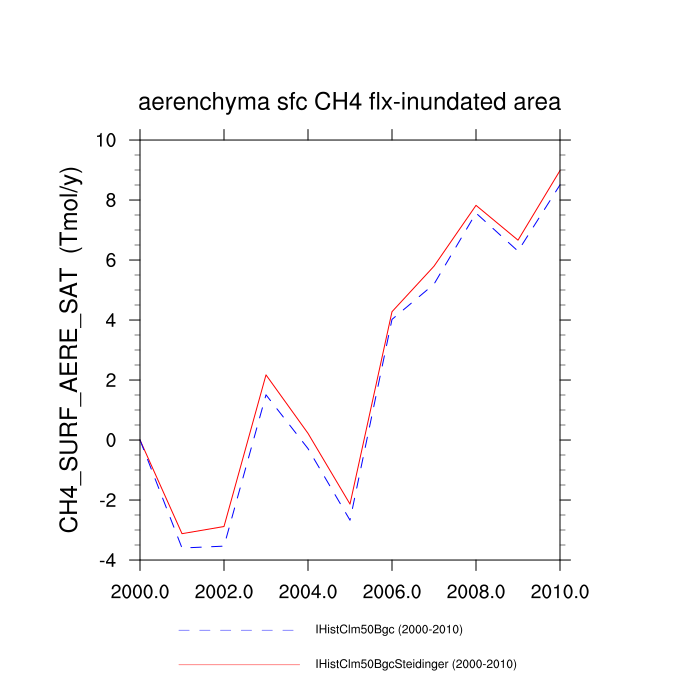 aerenchyma sfc CH4 flx-inundated area
CH4_SURF_AERE_SAT (Tmol/y)
10
8
6
4
2
0
-2
-4
2000.0 2002.0 2004.0 2006.0 2008.0 2010.0
IHistClm50Bgc (2000-2010)
IHistClm50BgcSteidinger (2000-2010)